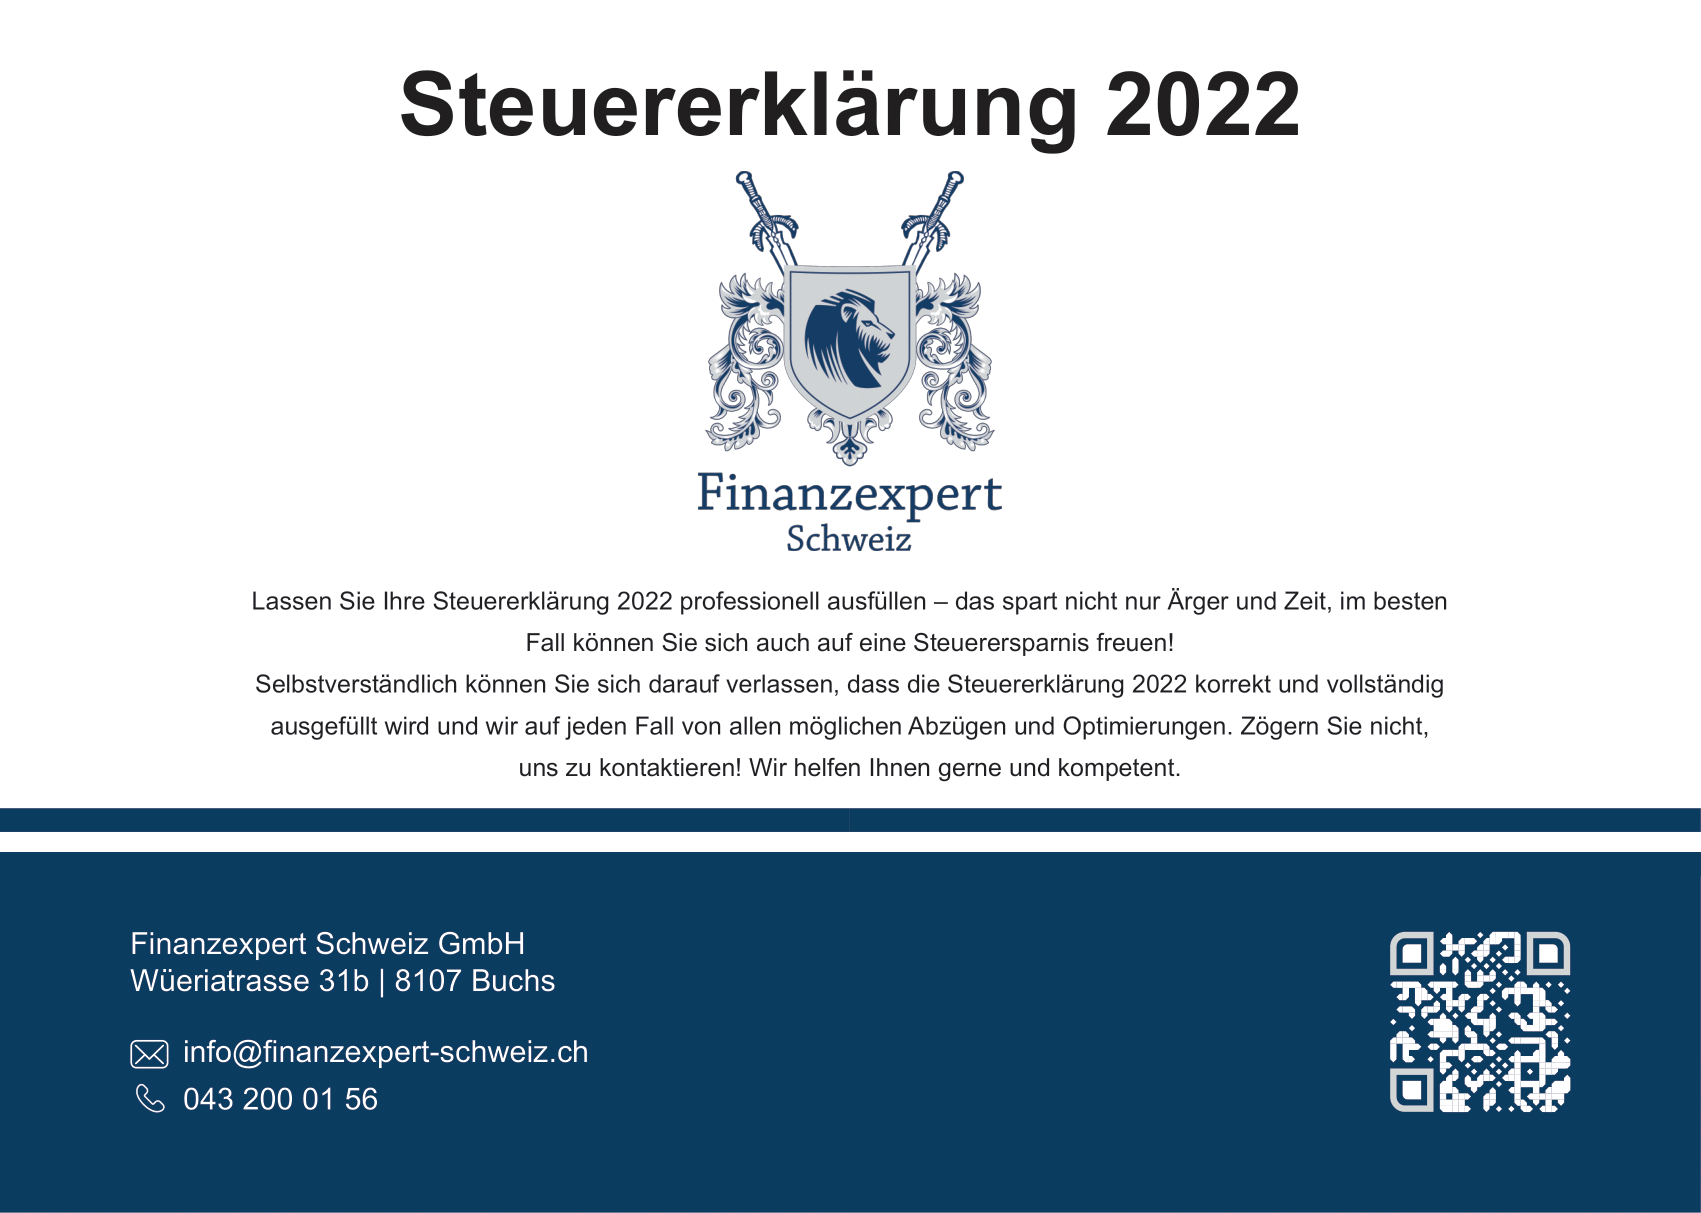 Steuererklärung 2022
Finanzexpert
Schweiz
Lassen Sie Ihre Steuererklärung 2022 professionell ausfüllen – das spart nicht nur Ärger und Zeit, im besten
Fall können Sie sich auch auf eine Steuerersparnis freuen!
Selbstverständlich können Sie sich darauf verlassen, dass die Steuererklärung 2022 korrekt und vollständig
ausgefüllt wird und wir auf jeden Fall von allen möglichen Abzügen und Optimierungen. Zögern Sie nicht,
uns zu kontaktieren! Wir helfen Ihnen gerne und kompetent.
Finanzexpert Schweiz GmbH
Wüeriatrasse 31b | 8107 Buchs
info@finanzexpert-schweiz.ch
043 200 01 56